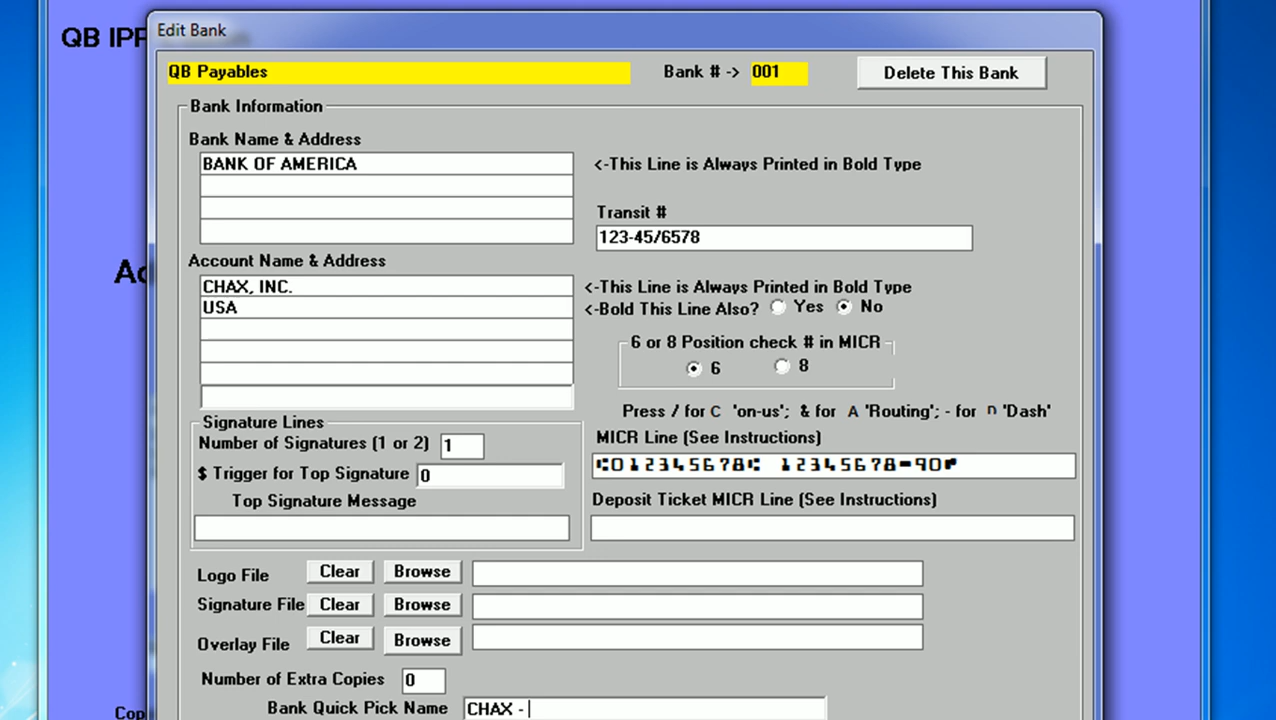 QB IPP
Edit Bank
QB Payables
Bank # -> 001
Delete This Bank
Bank Information
Bank Name & Address
BANK OF AMERICA
<-This Line is Always Printed in Bold Type
Transit #
123-45/6578
Account Name & Address
CHAX, INC.
<-This Line is Always Printed in Bold Type
USA
<-Bold This Line Also? Yes No
6 or 8 Position check # in MICR
6 8
Press / for C 'on-us'; & for A 'Routing'; - for D 'Dash'
Signature Lines
Number of Signatures (1 or 2) 1
MICR Line (See Instructions)
⑆012345678⑆ 12345678⑉90⑈
$ Trigger for Top Signature 0
Top Signature Message
Deposit Ticket MICR Line (See Instructions)
Logo File Clear Browse
Signature File Clear Browse
Overlay File Clear Browse
Number of Extra Copies 0
Bank Quick Pick Name CHAX -
Cop